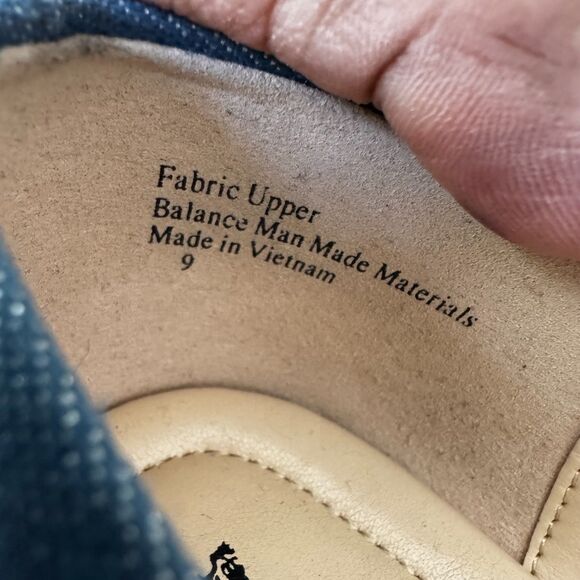 Fabric Upper
Balance Man Made Materials
Made in Vietnam
9